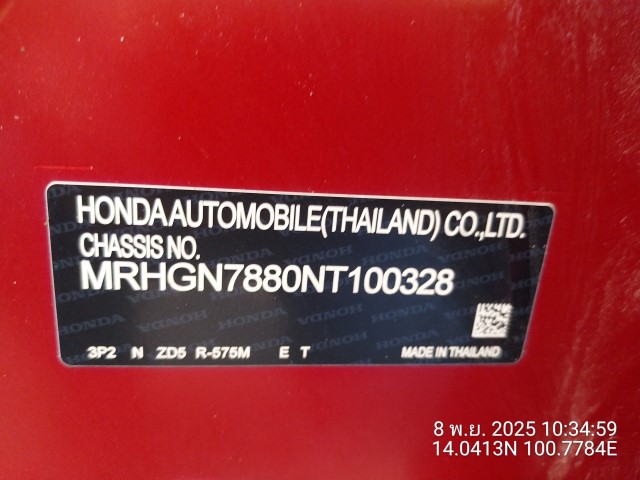 HONDA AUTOMOBILE (THAILAND) CO.,LTD.
CHASSIS NO.
MRHGN7880NT100328
3P2 N ZD5 R-575M E T MADE IN THAILAND
8 พ.ย. 2025 10:34:59
14.0413N 100.7784E